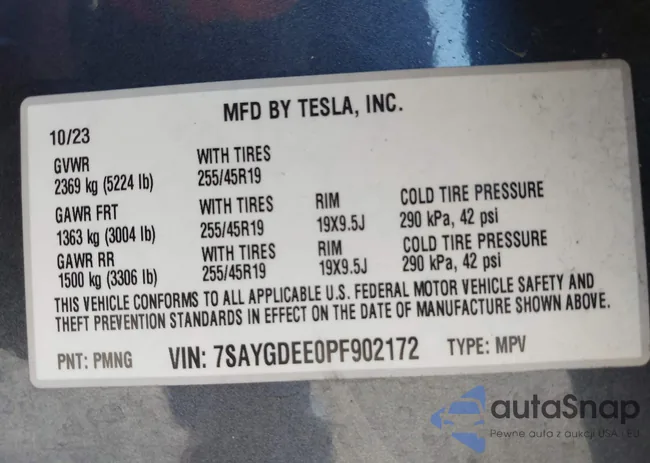 MFD BY TESLA, INC.
10/23
GVWR WITH TIRES
2369 kg (5224 lb) 255/45R19
GAWR FRT WITH TIRES RIM COLD TIRE PRESSURE
1363 kg (3004 lb) 255/45R19 19X9.5J 290 kPa, 42 psi
GAWR RR WITH TIRES RIM COLD TIRE PRESSURE
1500 kg (3306 lb) 255/45R19 19X9.5J 290 kPa, 42 psi
THIS VEHICLE CONFORMS TO ALL APPLICABLE U.S. FEDERAL MOTOR VEHICLE SAFETY AND
THEFT PREVENTION STANDARDS IN EFFECT ON THE DATE OF MANUFACTURE SHOWN ABOVE.
PNT: PMNG VIN: 7SAYGDEE0PF902172 TYPE: MPV
autaSnap
Pewne auta z aukcji USA i EU